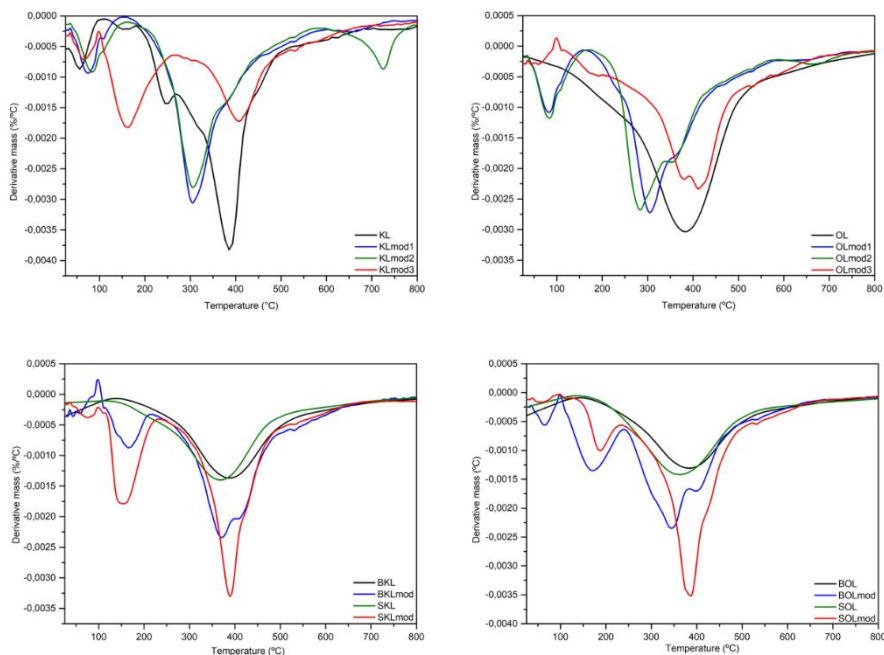 Derivative mass (%/ºC)
0,0000
-0,0005
-0,0010
-0,0015
-0,0020
-0,0025
-0,0030
-0,0035
-0,0040
KL
KLmod1
KLmod2
KLmod3
100 200 300 400 500 600 700 800
Temperature (°C)
Derivative mass (%/ºC)
0,0005
0,0000
-0,0005
-0,0010
-0,0015
-0,0020
-0,0025
-0,0030
-0,0035
OL
OLmod1
OLmod2
OLmod3
100 200 300 400 500 600 700 800
Temperature (ºC)
Derivative mass (%/ºC)
0,0005
0,0000
-0,0005
-0,0010
-0,0015
-0,0020
-0,0025
-0,0030
-0,0035
BKL
BKLmod
SKL
SKLmod
100 200 300 400 500 600 700 800
Temperature (ºC)
Derivative mass (ºC)
0,0005
0,0000
-0,0005
-0,0010
-0,0015
-0,0020
-0,0025
-0,0030
-0,0035
-0,0040
BOL
BOLmod
SOL
SOLmod
100 200 300 400 500 600 700 800
Temperature (ºC)